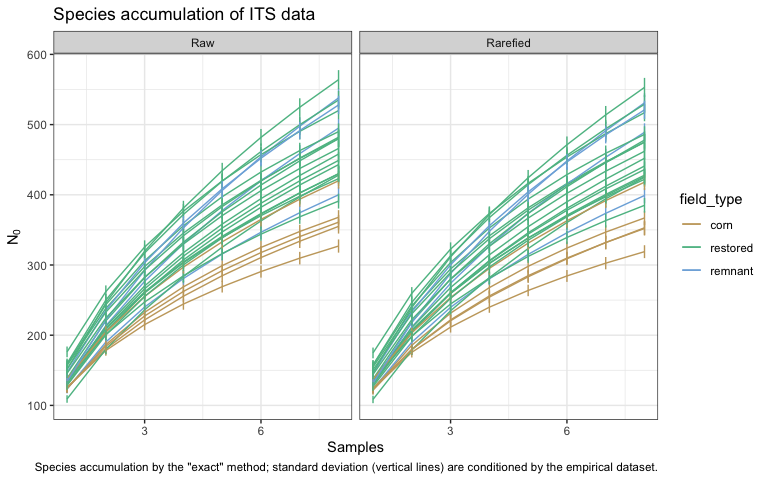 Species accumulation of ITS data
Raw
Rarefied
600
500
400
300
200
100
N₀
3
6
3
6
Samples
field_type
corn
restored
remnant
Species accumulation by the "exact" method; standard deviation (vertical lines) are conditioned by the empirical dataset.